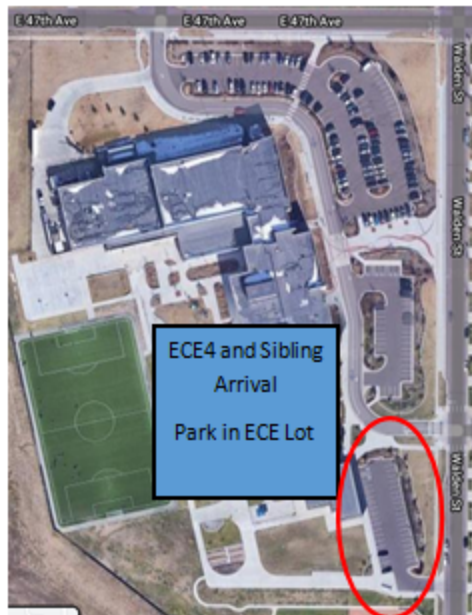 E 47th Ave E 47th Ave E 47th Ave
Walden St
Walden St
ECE4 and Sibling
Arrival
Park in ECE Lot
Walden St